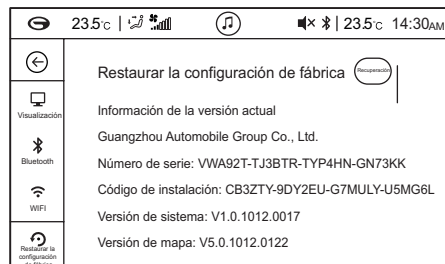 23.5°C | 23.5°C 14:30AM
Restaurar la configuración de fábrica Recuperación
Visualización
Bluetooth
WIFI
Restaurar la
configuración
de fábrica
Información de la versión actual
Guangzhou Automobile Group Co., Ltd.
Número de serie: VWA92T-TJ3BTR-TYP4HN-GN73KK
Código de instalación: CB3ZTY-9DY2EU-G7MULY-U5MG6L
Versión de sistema: V1.0.1012.0017
Versión de mapa: V5.0.1012.0122